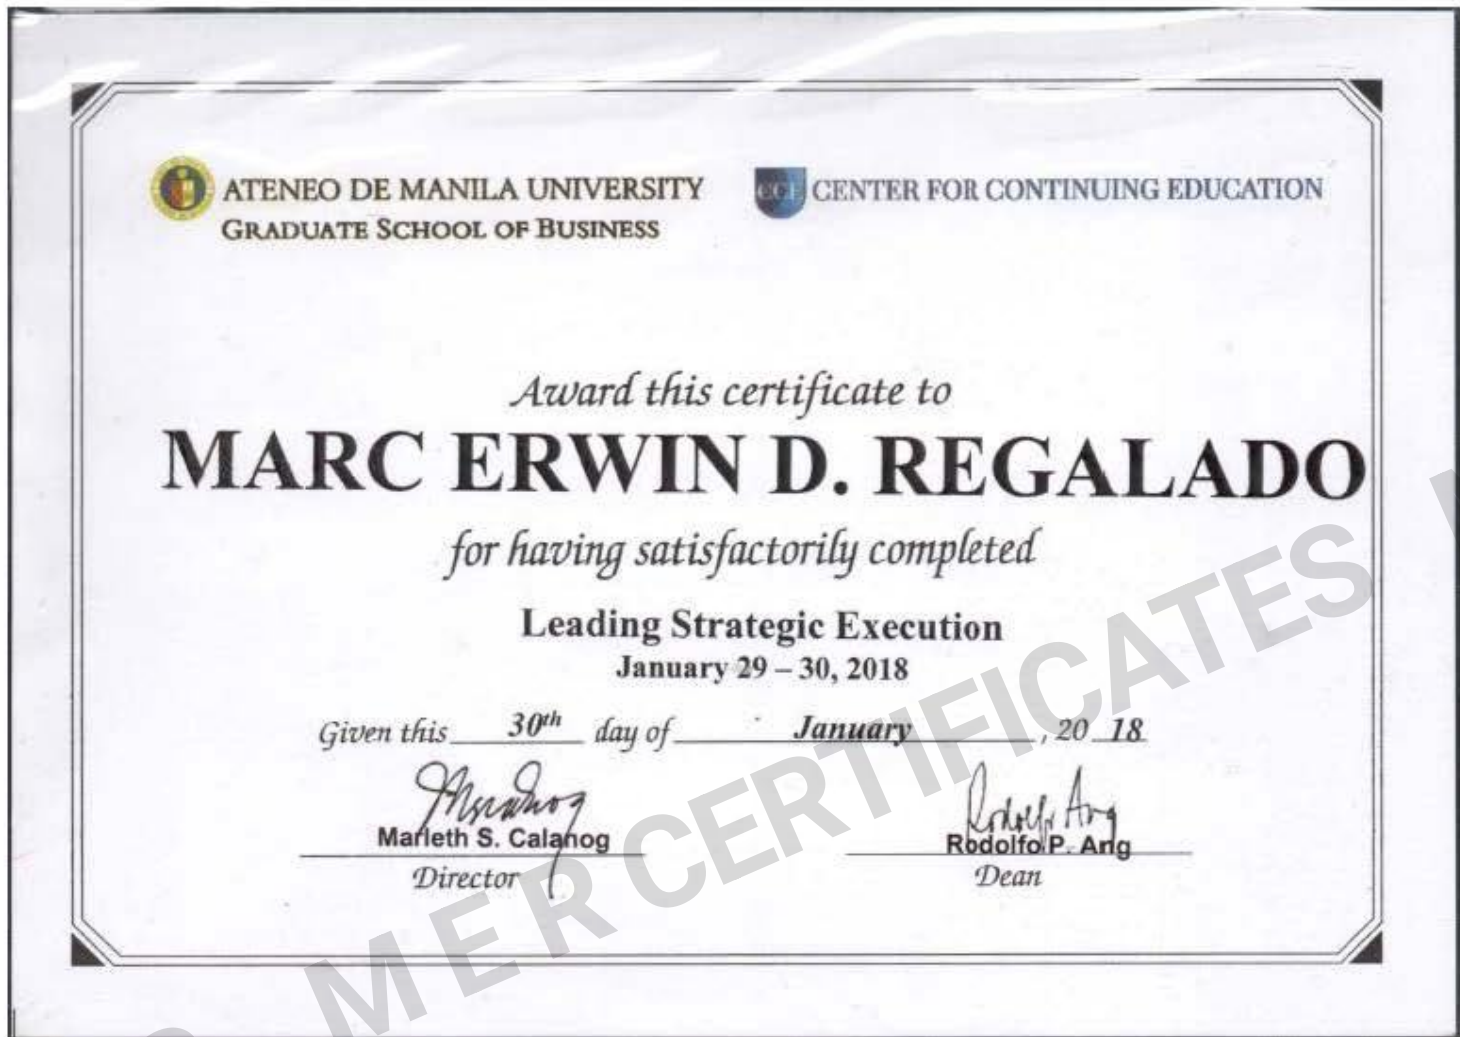 ATENEO DE MANILA UNIVERSITY
GRADUATE SCHOOL OF BUSINESS
CCE CENTER FOR CONTINUING EDUCATION
Award this certificate to
MARC ERWIN D. REGALADO
for having satisfactorily completed
Leading Strategic Execution
January 29 – 30, 2018
Given this 30th day of January, 20 18
Marleth S. Calanog
Director
Rodolfo P. Ang
Dean
MER CERTIFICATES